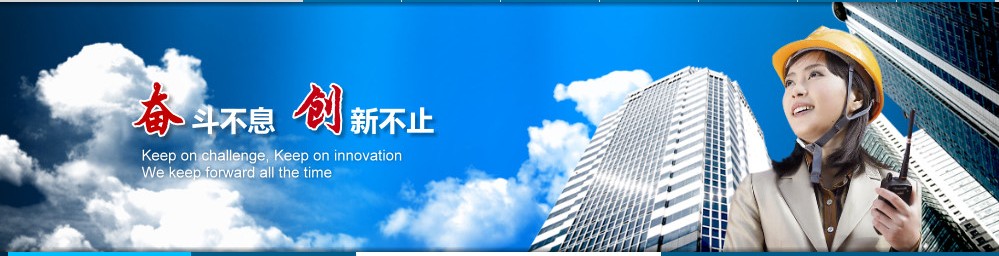 奋斗不息 创新不止
Keep on challenge, Keep on innovation
We keep forward all the time